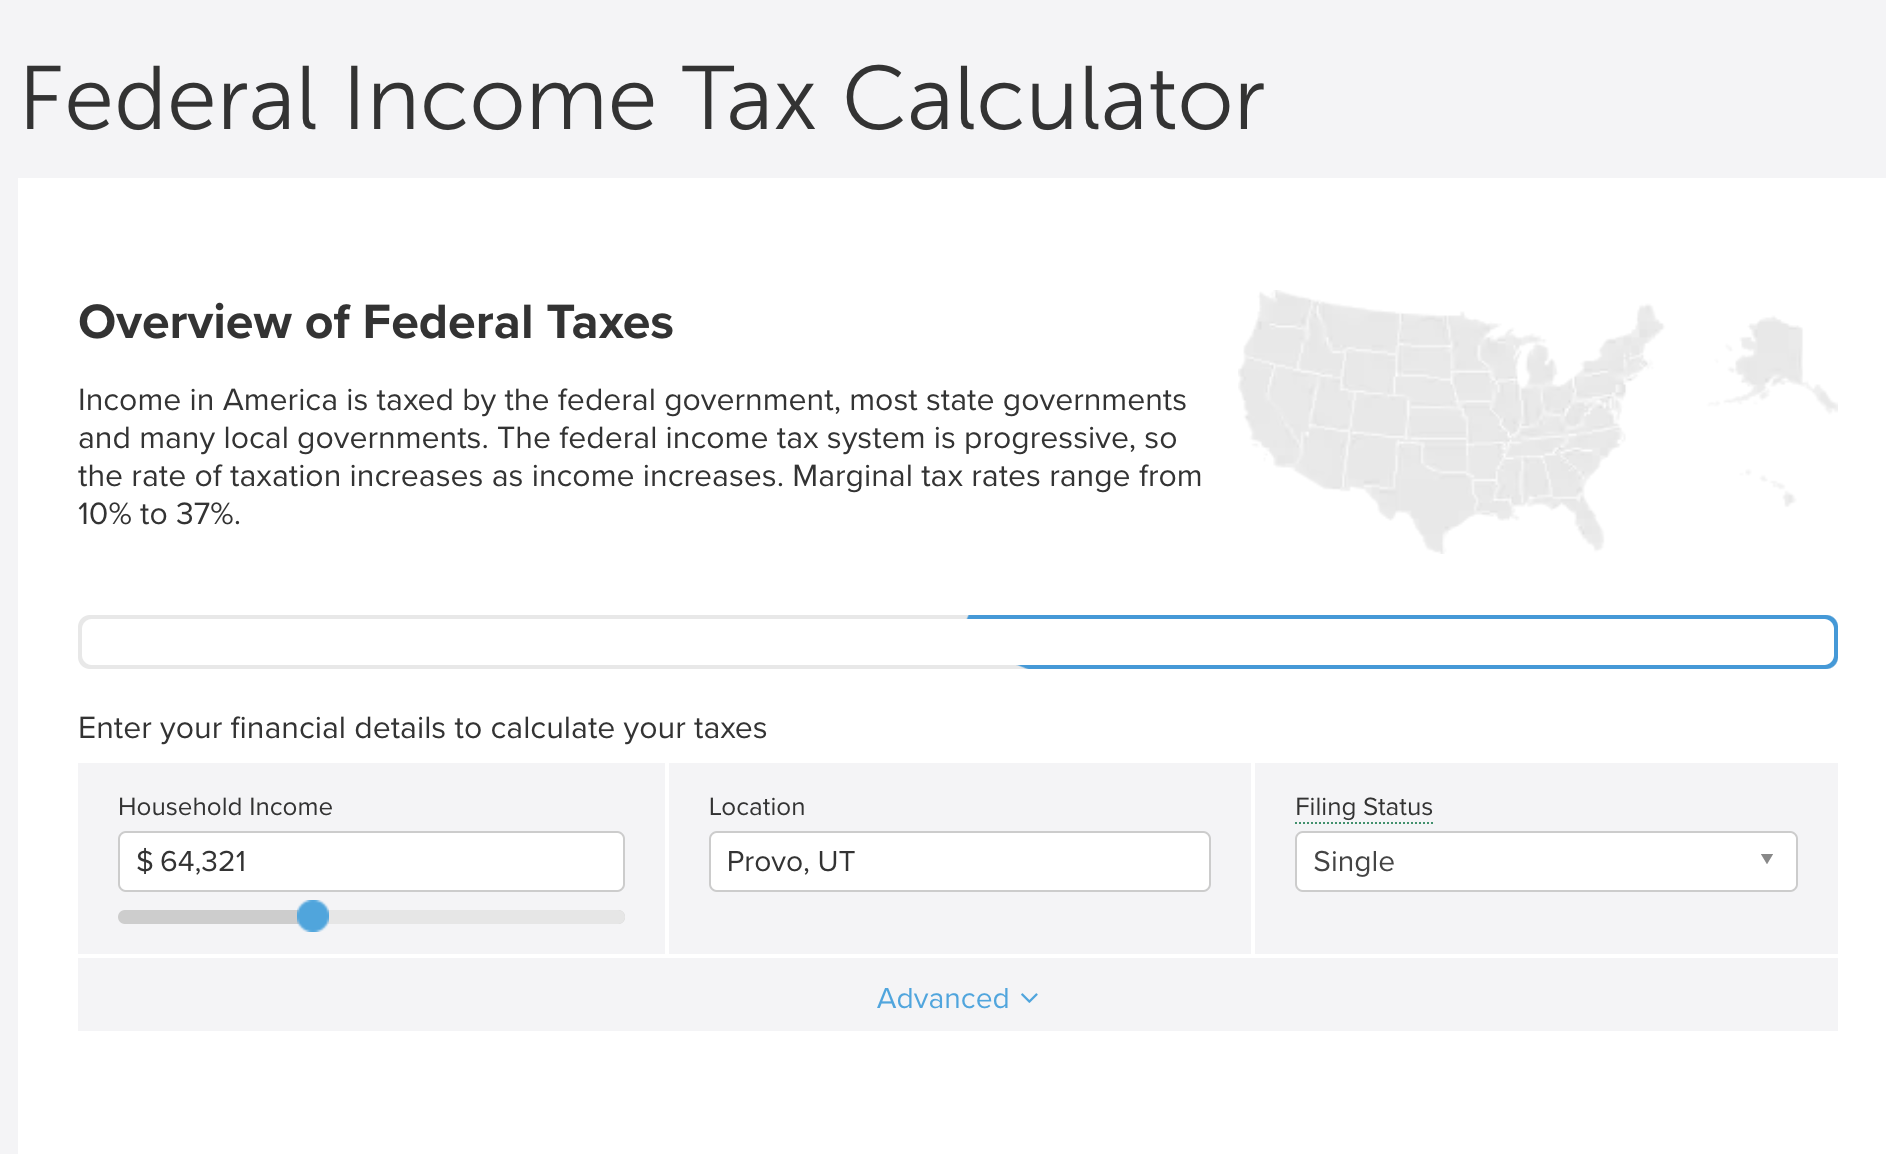 Federal Income Tax Calculator
Overview of Federal Taxes
Income in America is taxed by the federal government, most state governments
and many local governments. The federal income tax system is progressive, so
the rate of taxation increases as income increases. Marginal tax rates range from
10% to 37%.
Enter your financial details to calculate your taxes
Household Income
$ 64,321
Location
Provo, UT
Filing Status
Single
Advanced